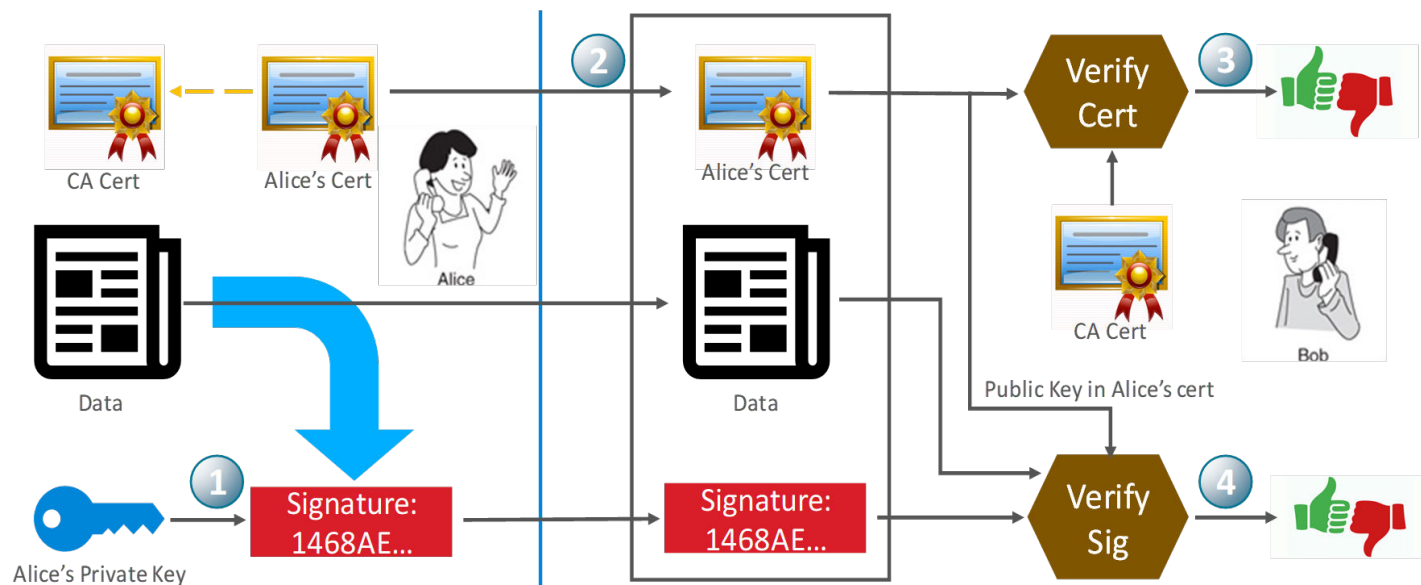 2
3
Verify
Cert
CA Cert
Alice's Cert
Alice's Cert
Alice
CA Cert
Bob
Data
Data
Public Key in Alice's cert
1
Signature:
1468AE...
Signature:
1468AE...
Verify
Sig
4
Alice's Private Key